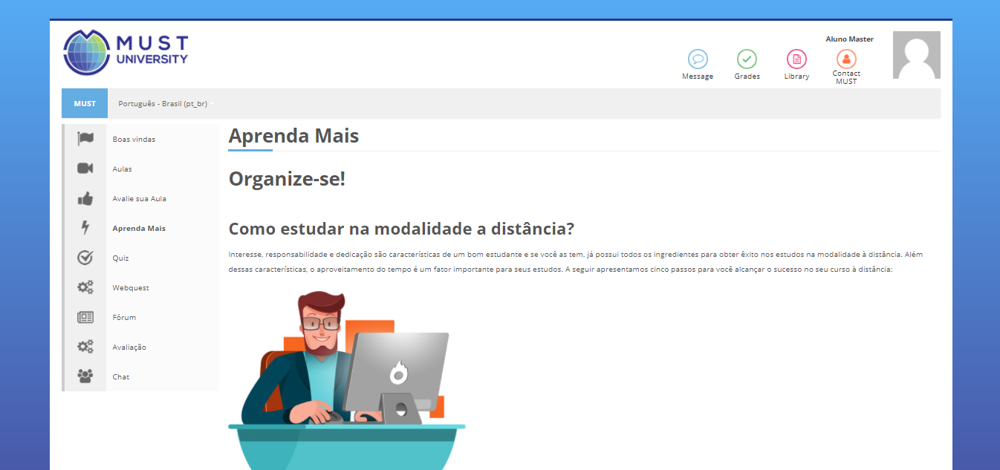 MUST
UNIVERSITY
Aluno Master
Message
Grades
Library
Contact
MUST
MUST
Português - Brasil (pt_br)
Boas vindas
Aulas
Avalie sua Aula
Aprenda Mais
Quiz
Webquest
Fórum
Avaliação
Chat
Aprenda Mais
Organize-se!
Como estudar na modalidade a distância?
Interesse, responsabilidade e dedicação são características de um bom estudante e se você as tem, já possui todos os ingredientes para obter êxito nos estudos na modalidade à distância. Além
dessas características, o aproveitamento do tempo é um fator importante para seus estudos. A seguir apresentamos cinco passos para você alcançar o sucesso no seu curso à distância: